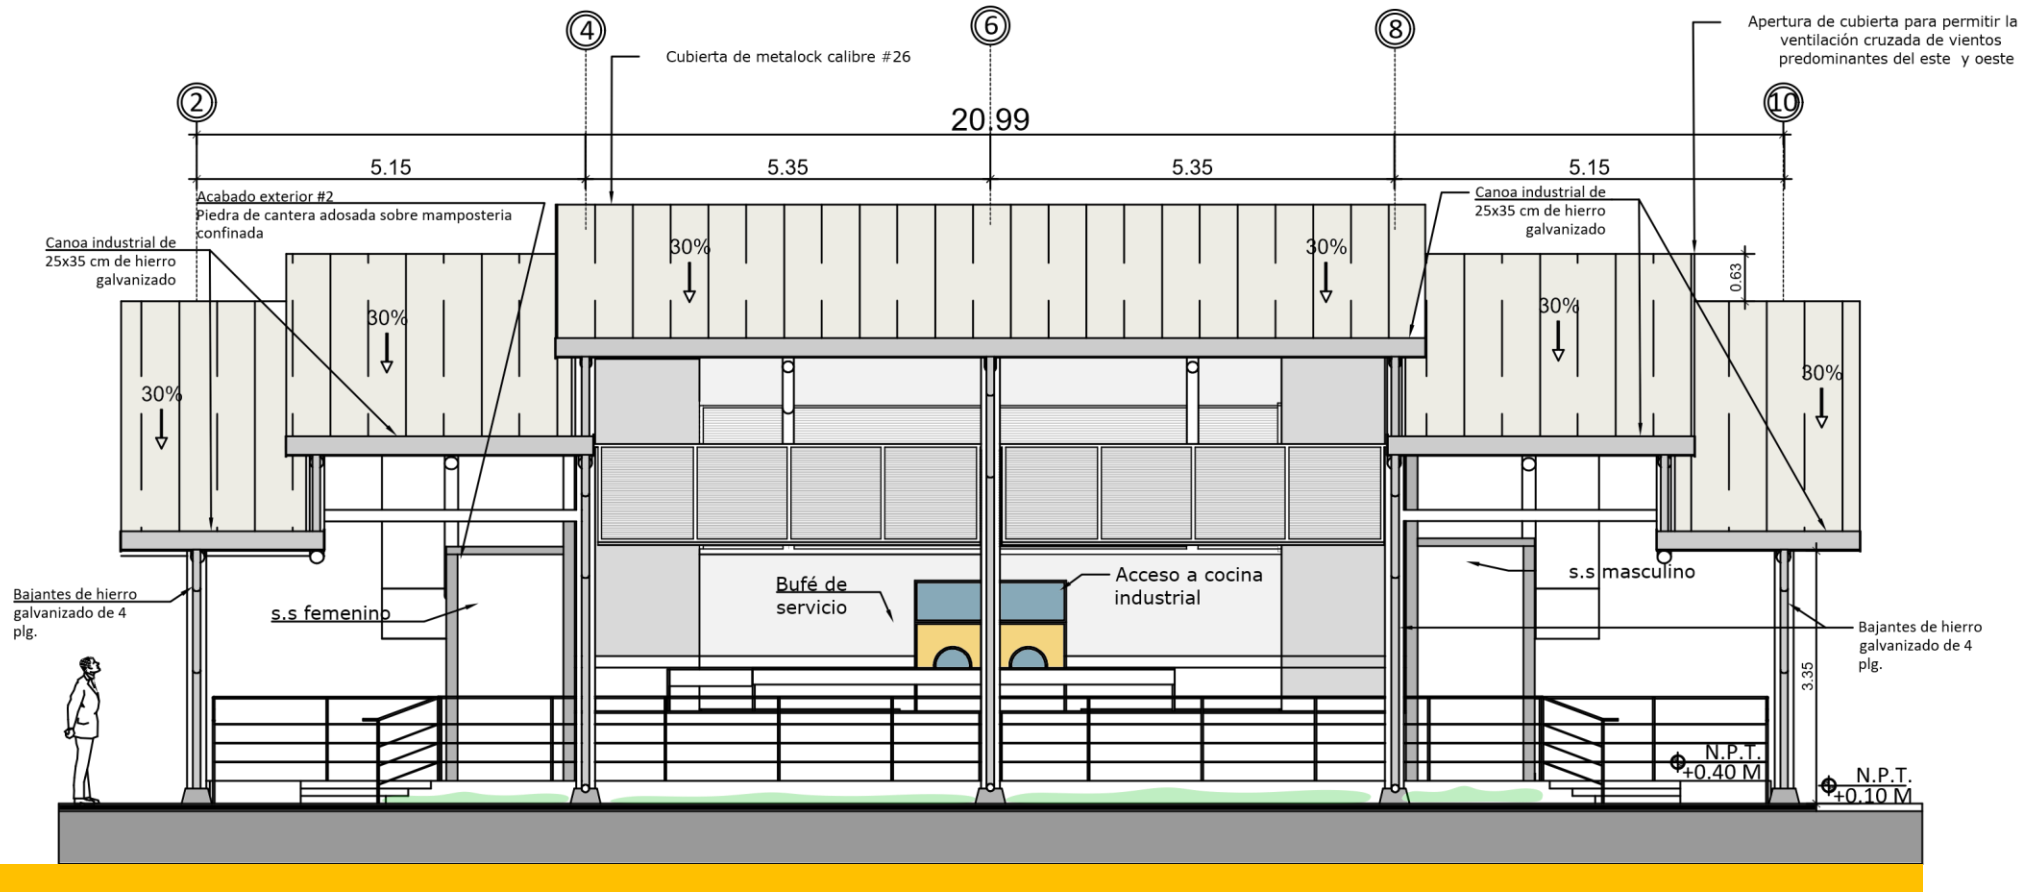 4
6
8
Apertura de cubierta para permitir la
ventilación cruzada de vientos
predominantes del este y oeste
Cubierta de metalock calibre #26
2
10
20.99
5.15
5.35
5.35
5.15
Acabado exterior #2
Piedra de cantera adosada sobre mamposteria
confinada
Canoa industrial de
25x35 cm de hierro
galvanizado
Canoa industrial de
25x35 cm de hierro
galvanizado
30%
30%
0.63
30%
30%
30%
30%
Bufé de
servicio
Acceso a cocina
industrial
s.s masculino
s.s femenino
Bajantes de hierro
galvanizado de 4
plg.
Bajantes de hierro
galvanizado de 4
plg.
3.35
N.P.T.
+0.40 M
N.P.T.
+0.10 M